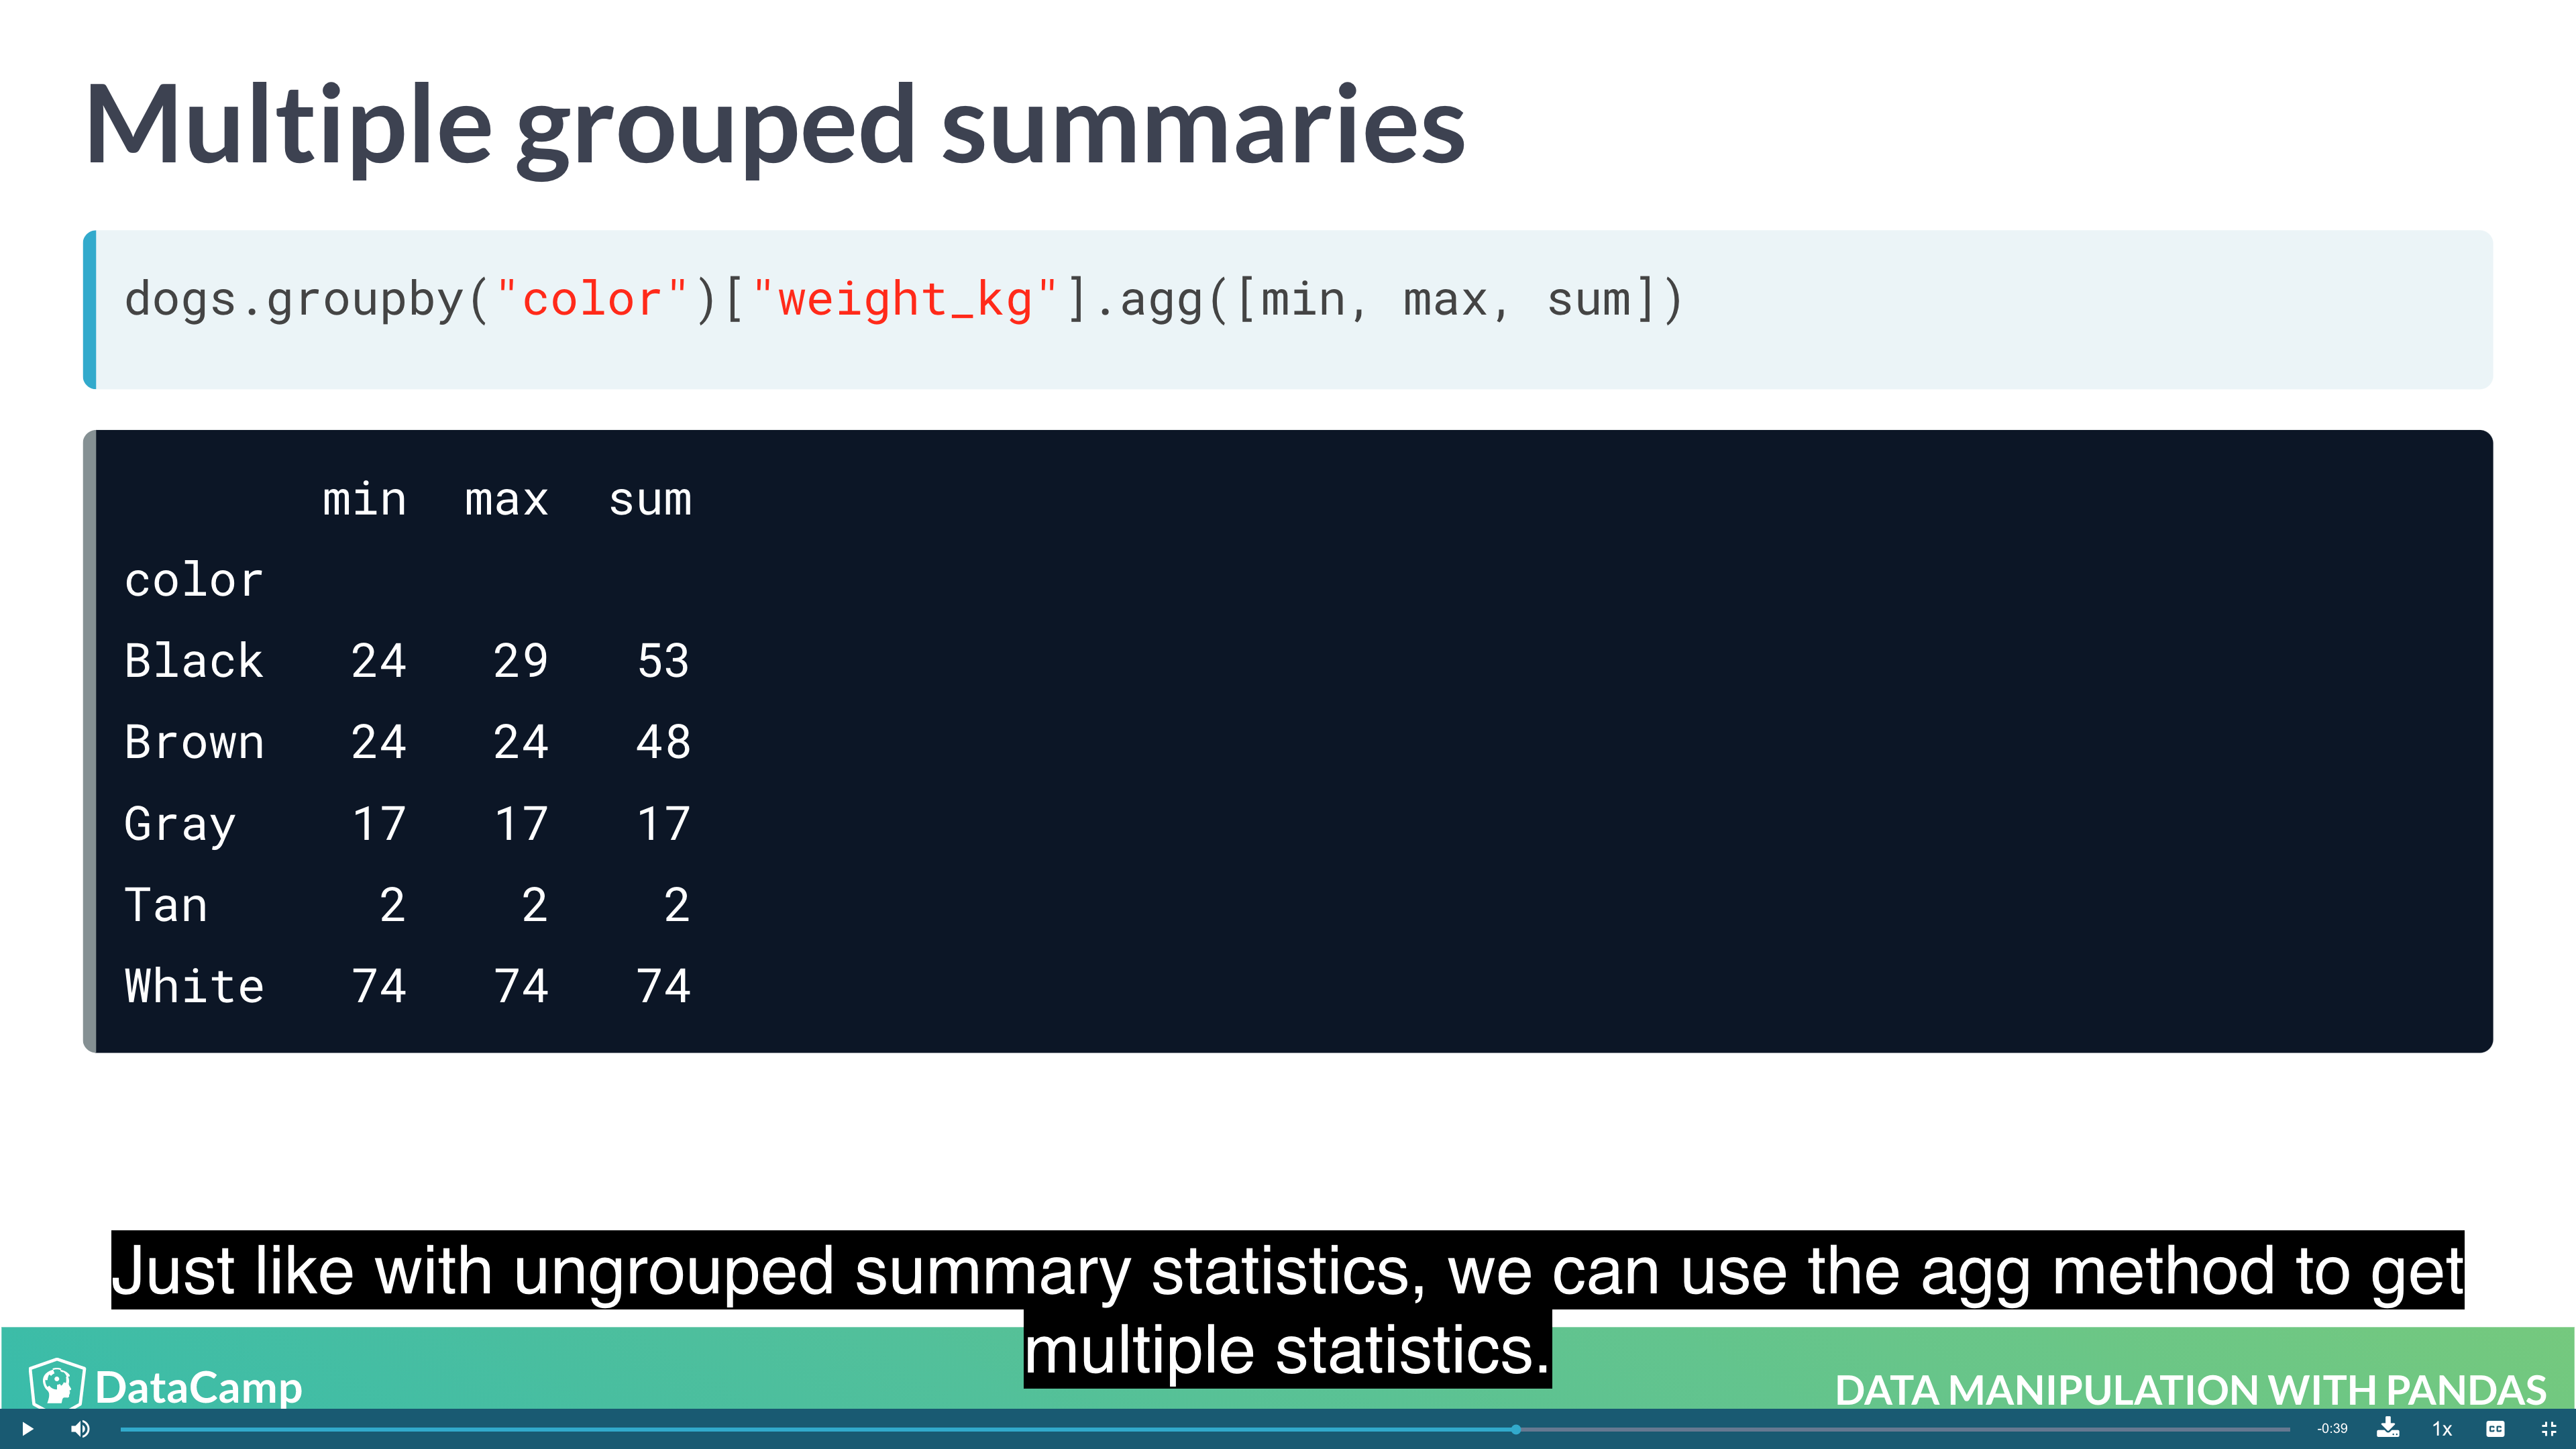 Multiple grouped summaries
dogs.groupby("color")["weight_kg"].agg([min, max, sum])
min max sum
color
Black 24 29 53
Brown 24 24 48
Gray 17 17 17
Tan 2 2 2
White 74 74 74
Just like with ungrouped summary statistics, we can use the agg method to get
multiple statistics.
DataCamp
DATA MANIPULATION WITH PANDAS
-0:39
1x
CC